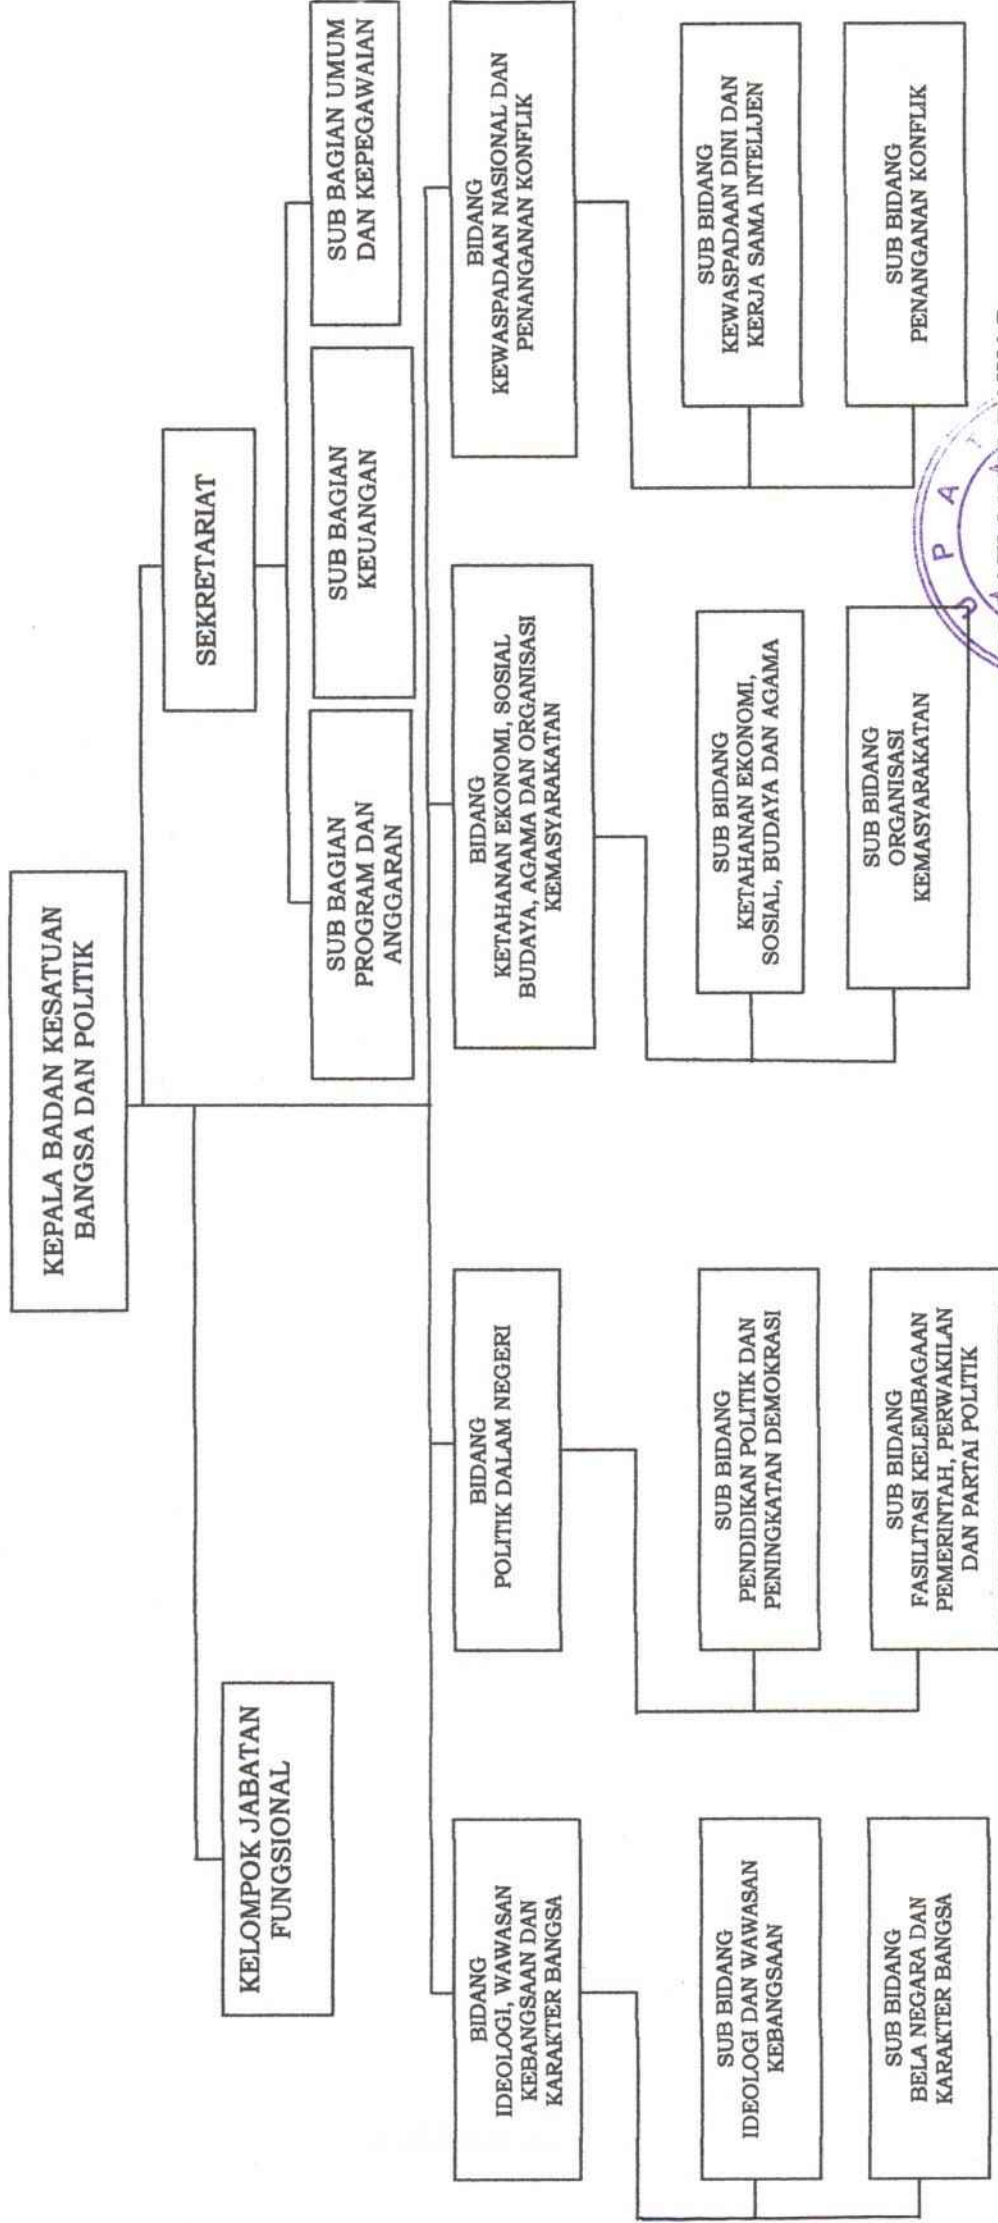 KEPALA BADAN KESATUAN
BANGSA DAN POLITIK
KELOMPOK JABATAN
FUNGSIONAL
SEKRETARIAT
SUB BAGIAN
PROGRAM DAN
ANGGARAN
SUB BAGIAN
KEUANGAN
SUB BAGIAN UMUM
DAN KEPEGAWAIAN
BIDANG
IDEOLOGI, WAWASAN
KEBANGSAAN DAN
KARAKTER BANGSA
BIDANG
POLITIK DALAM NEGERI
BIDANG
KETAHANAN EKONOMI, SOSIAL
BUDAYA, AGAMA DAN ORGANISASI
KEMASYARAKATAN
BIDANG
KEWASPADAAN NASIONAL DAN
PENANGANAN KONFLIK
SUB BIDANG
IDEOLOGI DAN WAWASAN
KEBANGSAAN
SUB BIDANG
PENDIDIKAN POLITIK DAN
PENINGKATAN DEMOKRASI
SUB BIDANG
KETAHANAN EKONOMI,
SOSIAL, BUDAYA DAN AGAMA
SUB BIDANG
KEWASPADAAN DINI DAN
KERJA SAMA INTELIJEN
SUB BIDANG
BELA NEGARA DAN
KARAKTER BANGSA
SUB BIDANG
FASILITASI KELEMBAGAAN
PEMERINTAH, PERWAKILAN
DAN PARTAI POLITIK
SUB BIDANG
ORGANISASI
KEMASYARAKATAN
SUB BIDANG
PENANGANAN KONFLIK